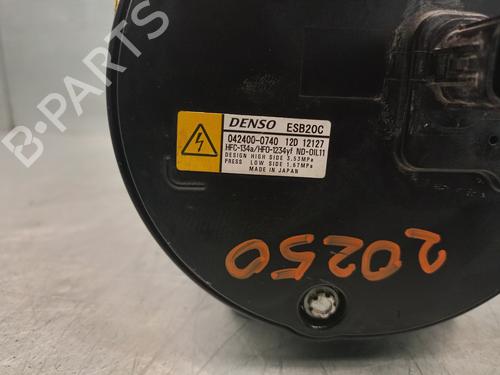 B-PARTS
DENSO ESB20C
042400-0740 12D 12127
HFC-134a/HFO-1234yf ND-OIL11
DESIGN HIGH SIDE 3.53MPa
PRESS LOW SIDE 1.67MPa
MADE IN JAPAN
20250